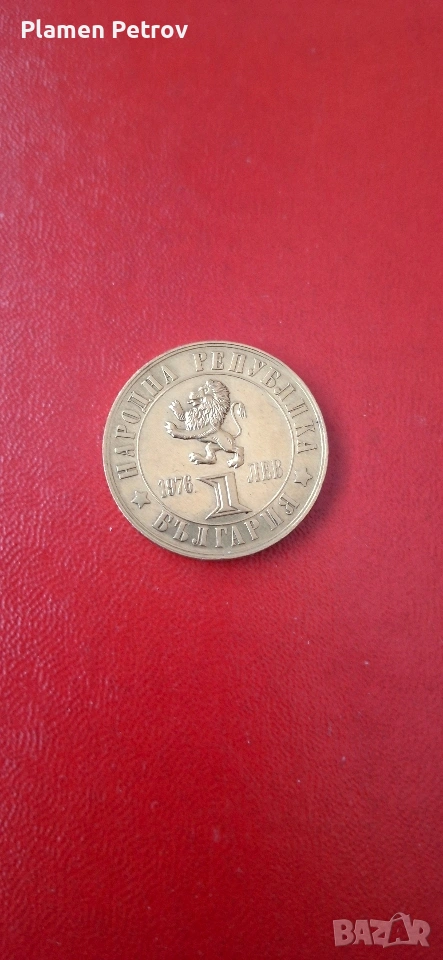 Plamen Petrov
НАРОДНА РЕПУБЛИКА
1976. 1 ЛЕВ
★ БЪЛГАРИЯ ★
BAZAR